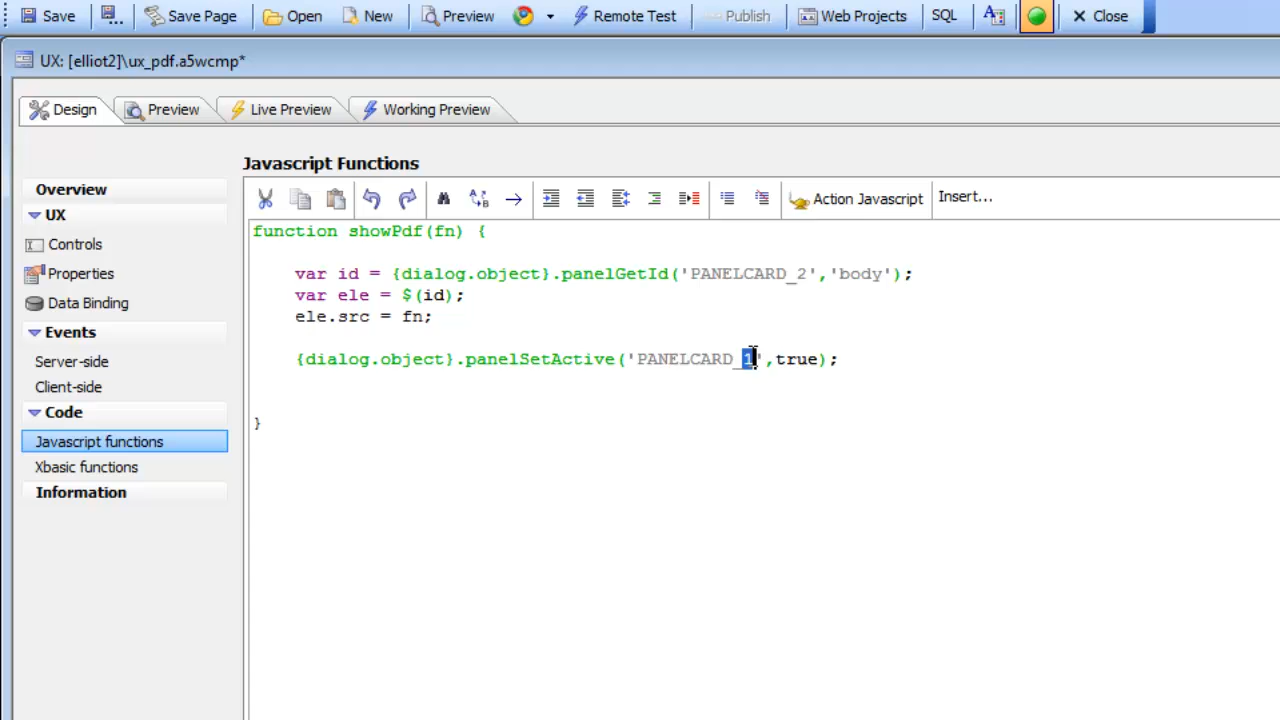 Save Save Page Open New Preview Remote Test Publish Web Projects SQL A Close
UX: [elliot2]\ux_pdf.a5wcmp*
Design Preview Live Preview Working Preview
Javascript Functions
Overview
UX
Controls
Properties
Data Binding
Events
Server-side
Client-side
Code
Javascript functions
Xbasic functions
Information
Action Javascript Insert...
function showPdf(fn) {
var id = {dialog.object}.panelGetId('PANELCARD_2','body');
var ele = $(id);
ele.src = fn;
{dialog.object}.panelSetActive('PANELCARD_1',true);
}